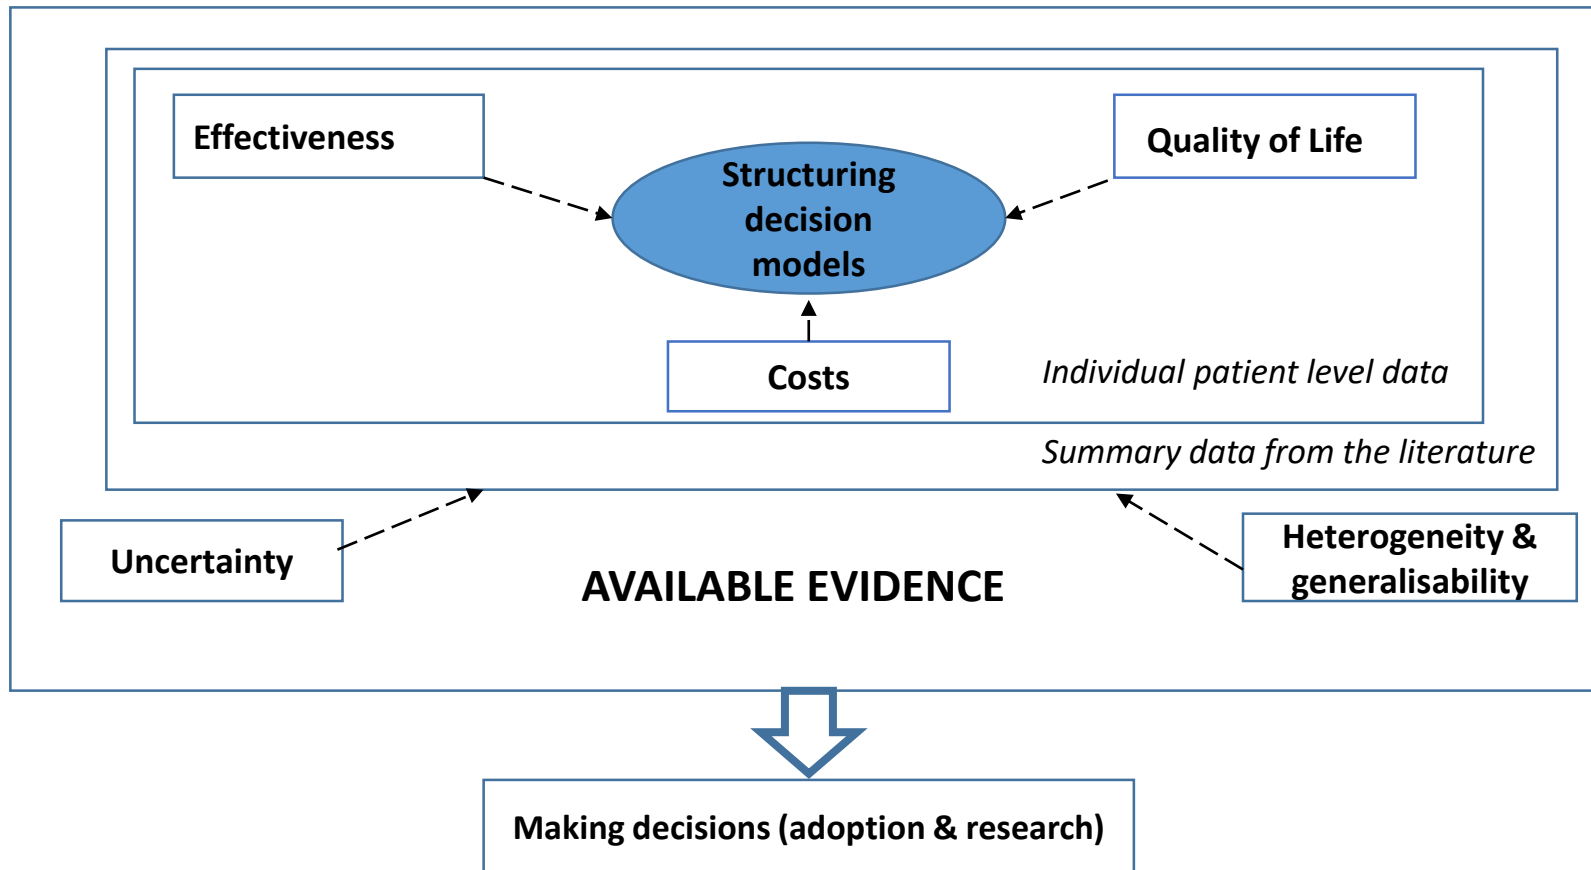 Effectiveness
Quality of Life
Structuring
decision
models
Costs
Individual patient level data
Summary data from the literature
Uncertainty
Heterogeneity &
generalisability
AVAILABLE EVIDENCE
Making decisions (adoption & research)